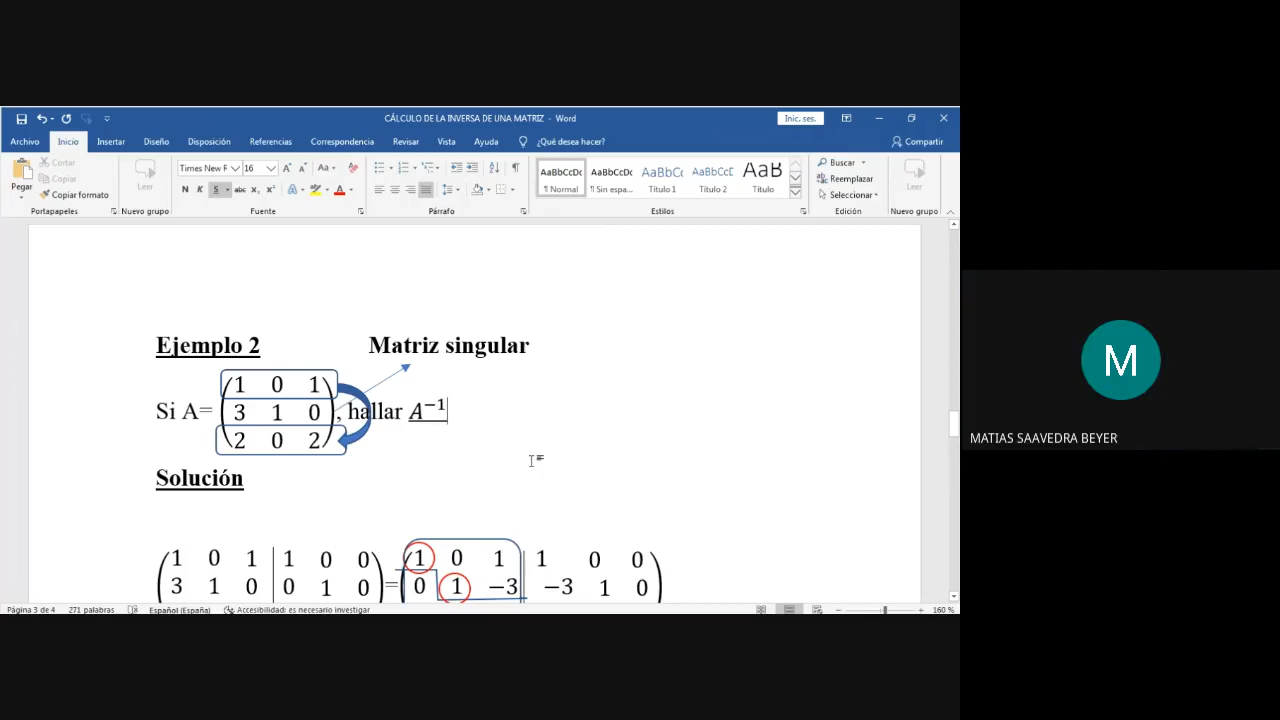 CÁLCULO DE LA INVERSA DE UNA MATRIZ - Word
Inic. ses.
Archivo Inicio Insertar Diseño Disposición Referencias Correspondencia Revisar Vista Ayuda ¿Qué desea hacer? Compartir
Pegar Cortar Copiar Copiar formato
Leer
Times New R 16
N K S abc x₂ x²
AaBbCcDc AaBbCcDc AaBbCc AaBbCcC AaB
¶ Normal ¶ Sin espa... Título 1 Título 2 Título
Buscar Reemplazar Seleccionar
Leer
Portapapeles Nuevo grupo Fuente Párrafo Estilos Edición Nuevo grupo
Ejemplo 2 Matriz singular
1 0 1
Si A= 3 1 0 , hallar A⁻¹
2 0 2
Solución
1 0 1 | 1 0 0 = 1 0 1 | 1 0 0
3 1 0 | 0 1 0 0 1 −3 | −3 1 0
Página 3 de 4 271 palabras Español (España) Accesibilidad: es necesario investigar 160 %
M
MATIAS SAAVEDRA BEYER